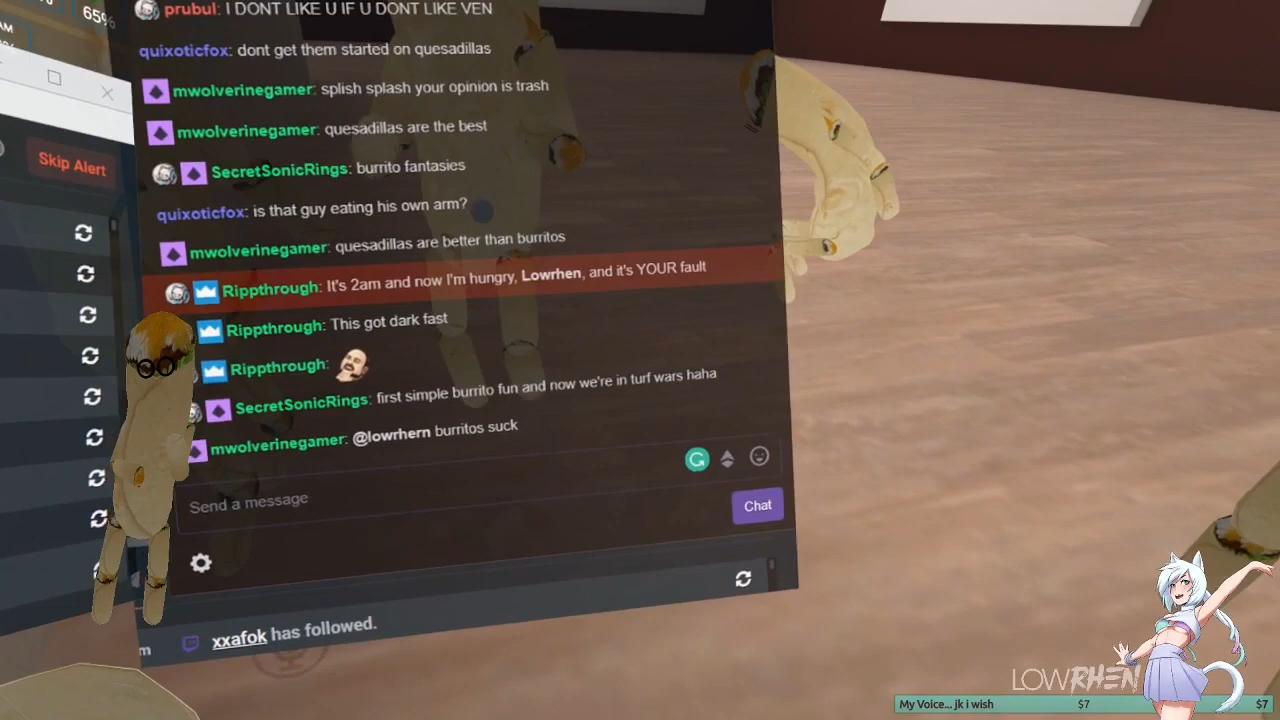 65%
AM
prubul: I DONT LIKE U IF U DONT LIKE VEN
quixoticfox: dont get them started on quesadillas
mwolverinegamer: splish splash your opinion is trash
mwolverinegamer: quesadillas are the best
Skip Alert
SecretSonicRings: burrito fantasies
quixoticfox: is that guy eating his own arm?
mwolverinegamer: quesadillas are better than burritos
Rippthrough: It's 2am and now I'm hungry, Lowrhen, and it's YOUR fault
Rippthrough: This got dark fast
Rippthrough:
SecretSonicRings: first simple burrito fun and now we're in turf wars haha
mwolverinegamer: @lowrhern burritos suck
Send a message
Chat
m xxafok has followed.
LOWRHEN
My Voice... jk i wish $7 $7